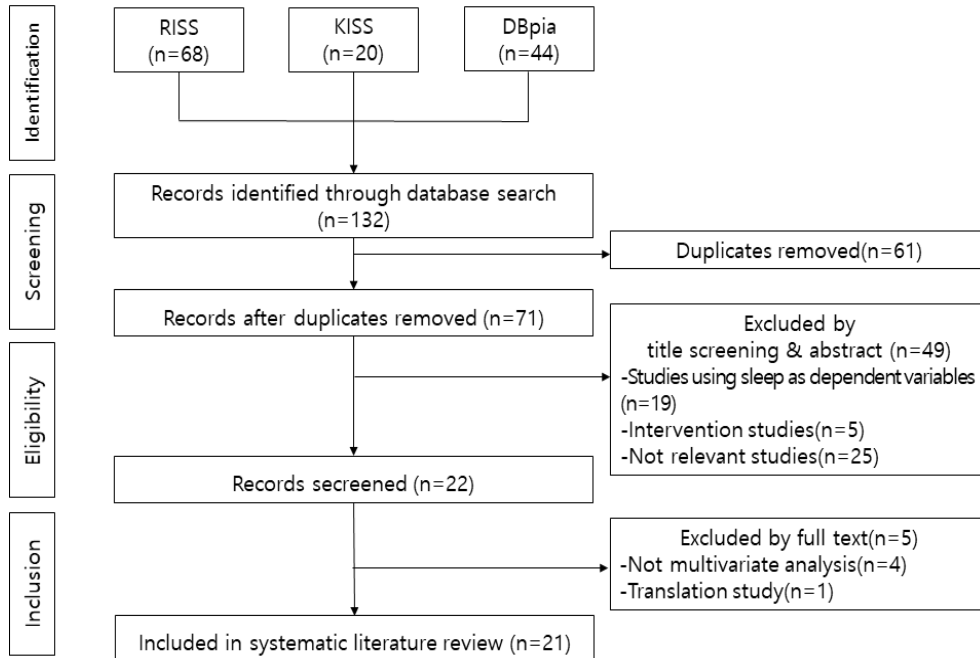 Identification
RISS
(n=68)
KISS
(n=20)
DBpia
(n=44)
Screening
Records identified through database search
(n=132)
Duplicates removed(n=61)
Records after duplicates removed (n=71)
Eligibility
Excluded by
title screening & abstract (n=49)
-Studies using sleep as dependent variables
(n=19)
-Intervention studies(n=5)
-Not relevant studies(n=25)
Records secreened (n=22)
Inclusion
Excluded by full text(n=5)
-Not multivariate analysis(n=4)
-Translation study(n=1)
Included in systematic literature review (n=21)